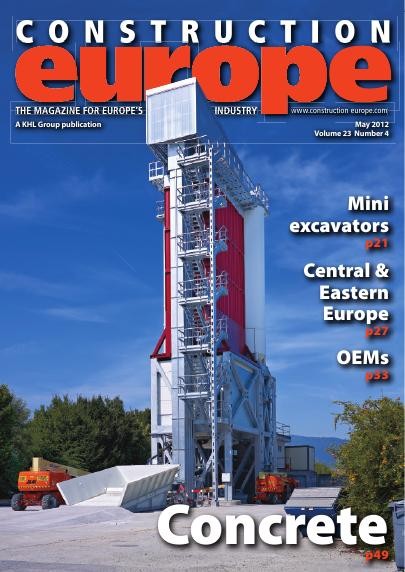 CONSTRUCTION
europe
THE MAGAZINE FOR EUROPE'S INDUSTRY www.construction europe.com
A KHL Group publication May 2012
Volume 23 Number 4
Mini
excavators
p21
Central &
Eastern
Europe
p27
OEMs
p33
Concrete
p49